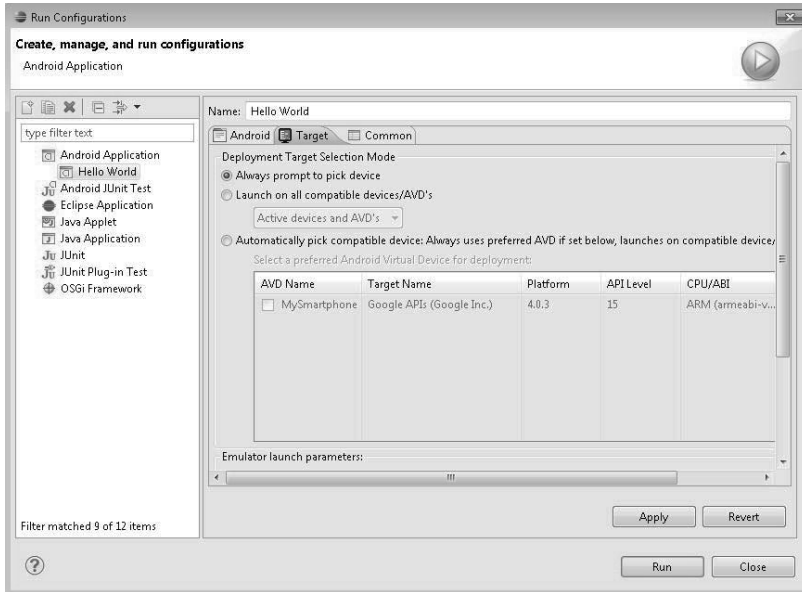 Run Configurations
Create, manage, and run configurations
Android Application
type filter text
Android Application
Hello World
Android JUnit Test
Eclipse Application
Java Applet
Java Application
JUnit
JUnit Plug-in Test
OSGi Framework
Filter matched 9 of 12 items
Name: Hello World
Android Target Common
Deployment Target Selection Mode
Always prompt to pick device
Launch on all compatible devices/AVD's
Active devices and AVD's
Automatically pick compatible device: Always uses preferred AVD if set below, launches on compatible device/
Select a preferred Android Virtual Device for deployment:
AVD Name Target Name Platform API Level CPU/ABI
MySmartphone Google APIs (Google Inc.) 4.0.3 15 ARM (armeabi-v...
Emulator launch parameters:
Apply Revert
Run Close